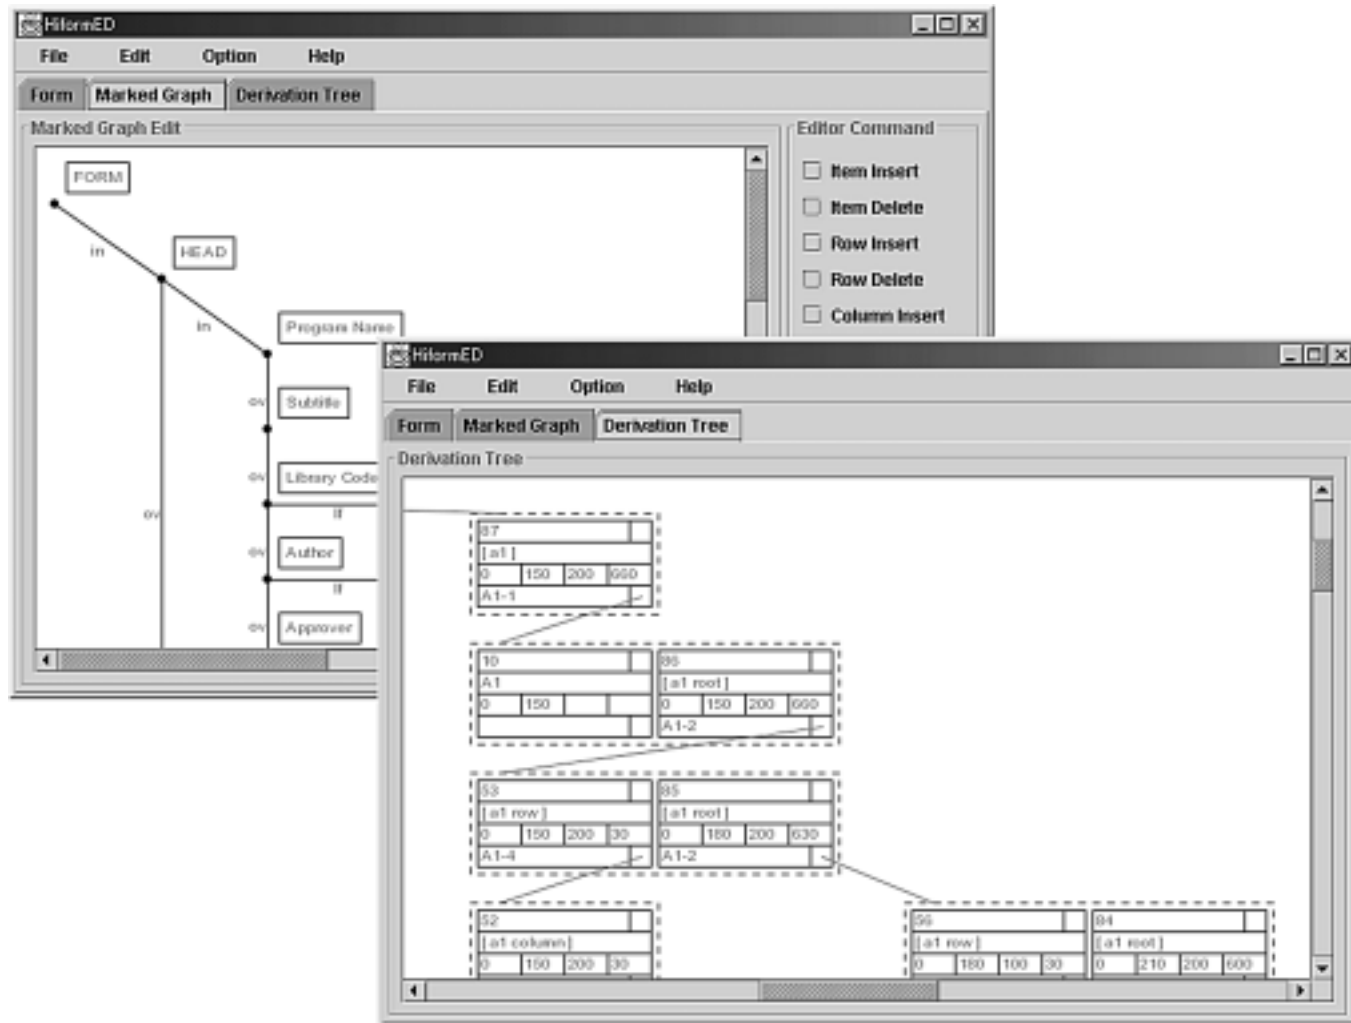 HiformED
File Edit Option Help
Form Marked Graph Derivation Tree
Marked Graph Edit
Editor Command
FORM
in
HEAD
in
Program Name
ov
Subtitle
ov
Library Code
lf
ov
ov
Author
lf
ov
Approver
Item Insert
Item Delete
Row Insert
Row Delete
Column Insert
HiformED
File Edit Option Help
Form Marked Graph Derivation Tree
Derivation Tree
87
[ a1 ]
0 150 200 660
A1-1
10
A1
0 150
86
[ a1 root ]
0 150 200 660
A1-2
53
[ a1 row ]
0 150 200 30
A1-4
85
[ a1 root ]
0 180 200 630
A1-2
52
[ a1 column ]
0 150 200 30
56
[ a1 row ]
0 180 100 30
84
[ a1 root ]
0 210 200 600